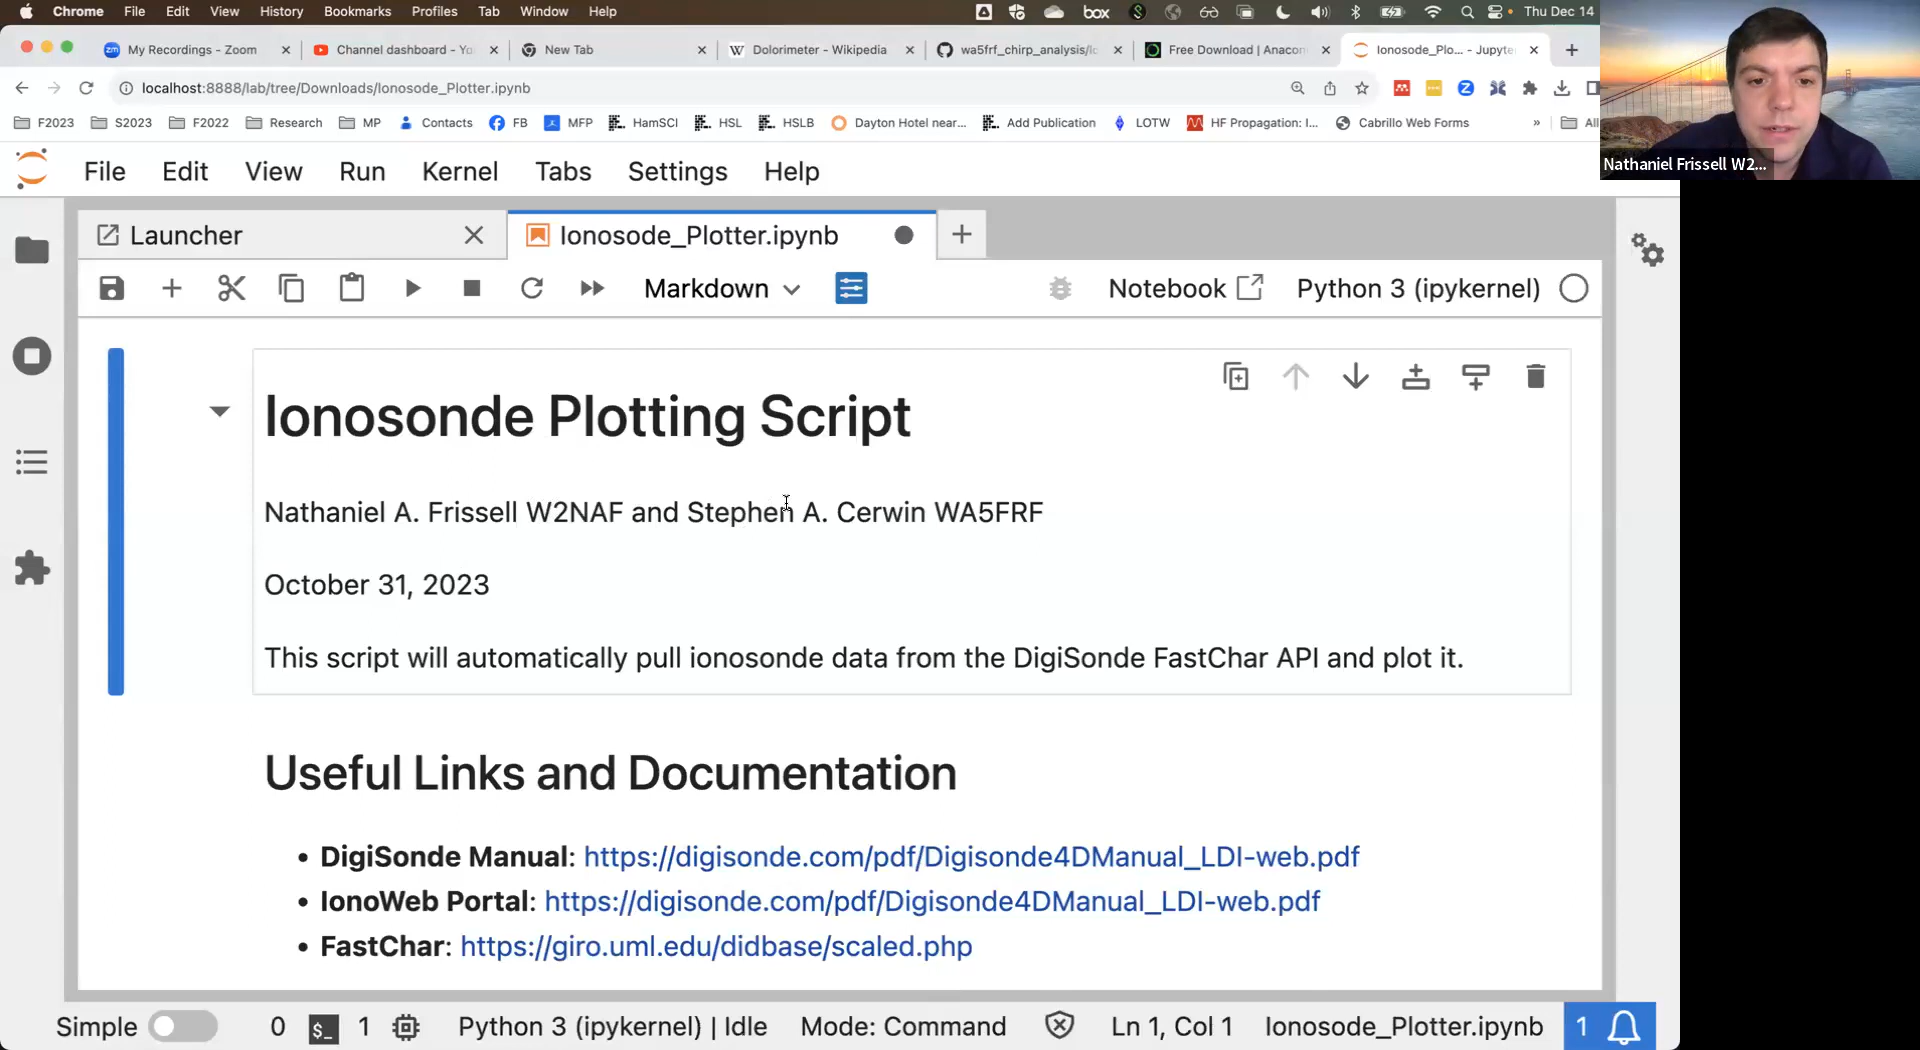 Chrome File Edit View History Bookmarks Profiles Tab Window Help box Thu Dec 14
My Recordings - Zoom Channel dashboard - Yo New Tab Dolorimeter - Wikipedia wa5frf_chirp_analysis/ic Free Download | Anacon Ionosode_Plo... - Jupyte
localhost:8888/lab/tree/Downloads/Ionosode_Plotter.ipynb
F2023 S2023 F2022 Research MP Contacts FB MFP HamSCI HSL HSLB Dayton Hotel near... Add Publication LOTW HF Propagation: I... Cabrillo Web Forms » All
Nathaniel Frissell W2...
File Edit View Run Kernel Tabs Settings Help
Launcher Ionosode_Plotter.ipynb
Markdown Notebook Python 3 (ipykernel)
Ionosonde Plotting Script
Nathaniel A. Frissell W2NAF and Stephen A. Cerwin WA5FRF
October 31, 2023
This script will automatically pull ionosonde data from the DigiSonde FastChar API and plot it.
Useful Links and Documentation
• DigiSonde Manual: https://digisonde.com/pdf/Digisonde4DManual_LDI-web.pdf
• IonoWeb Portal: https://digisonde.com/pdf/Digisonde4DManual_LDI-web.pdf
• FastChar: https://giro.uml.edu/didbase/scaled.php
Simple 0 $_ 1 Python 3 (ipykernel) | Idle Mode: Command Ln 1, Col 1 Ionosode_Plotter.ipynb 1